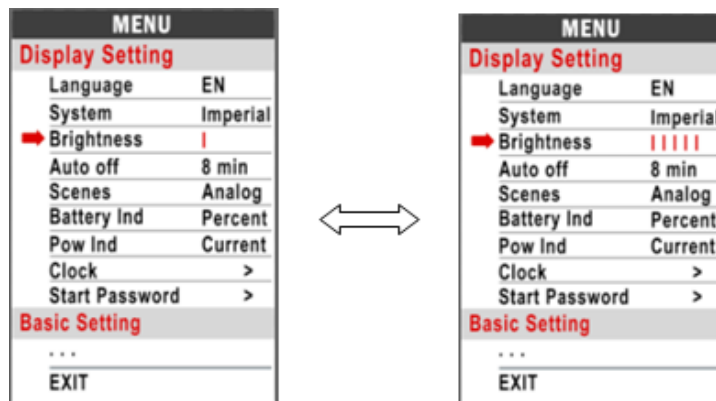 MENU
Display Setting
Language EN
System Imperial
Brightness I
Auto off 8 min
Scenes Analog
Battery Ind Percent
Pow Ind Current
Clock >
Start Password >
Basic Setting
...
EXIT
MENU
Display Setting
Language EN
System Imperial
Brightness I I I I I
Auto off 8 min
Scenes Analog
Battery Ind Percent
Pow Ind Current
Clock >
Start Password >
Basic Setting
...
EXIT